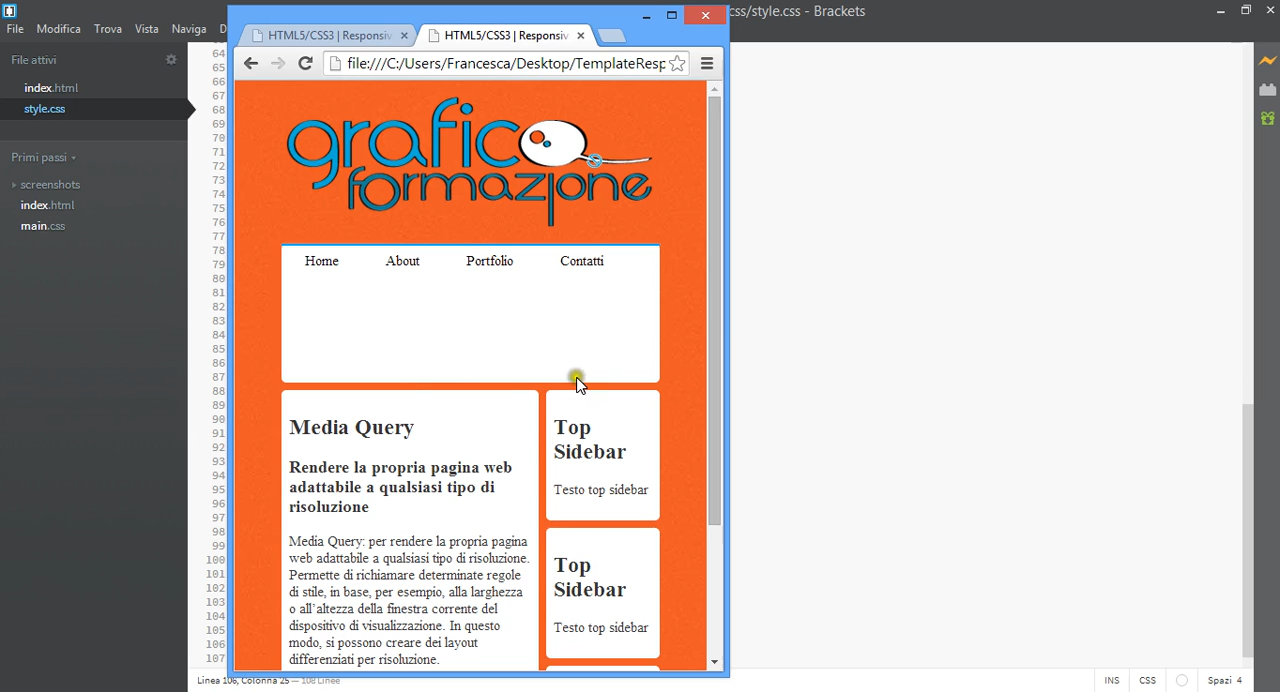 css/style.css - Brackets
File Modifica Trova Vista Naviga D
File attivi
index.html
style.css
Primi passi
screenshots
index.html
main.css
64
65
66
67
68
69
70
71
72
73
74
75
76
77
78
79
80
81
82
83
84
85
86
87
88
89
90
91
92
93
94
95
96
97
98
99
100
101
102
103
104
105
106
107
HTML5/CSS3 | Responsiv
HTML5/CSS3 | Responsiv
file:///C:/Users/Francesca/Desktop/TemplateResp
grafico
formazione
Home About Portfolio Contatti
Media Query
Rendere la propria pagina web
adattabile a qualsiasi tipo di
risoluzione
Media Query: per rendere la propria pagina
web adattabile a qualsiasi tipo di risoluzione.
Permette di richiamare determinate regole
di stile, in base, per esempio, alla larghezza
o all'altezza della finestra corrente del
dispositivo di visualizzazione. In questo
modo, si possono creare dei layout
differenziati per risoluzione.
Top
Sidebar
Testo top sidebar
Top
Sidebar
Testo top sidebar
Linea 106, Colonna 25 — 108 Linee
INS CSS Spazi 4